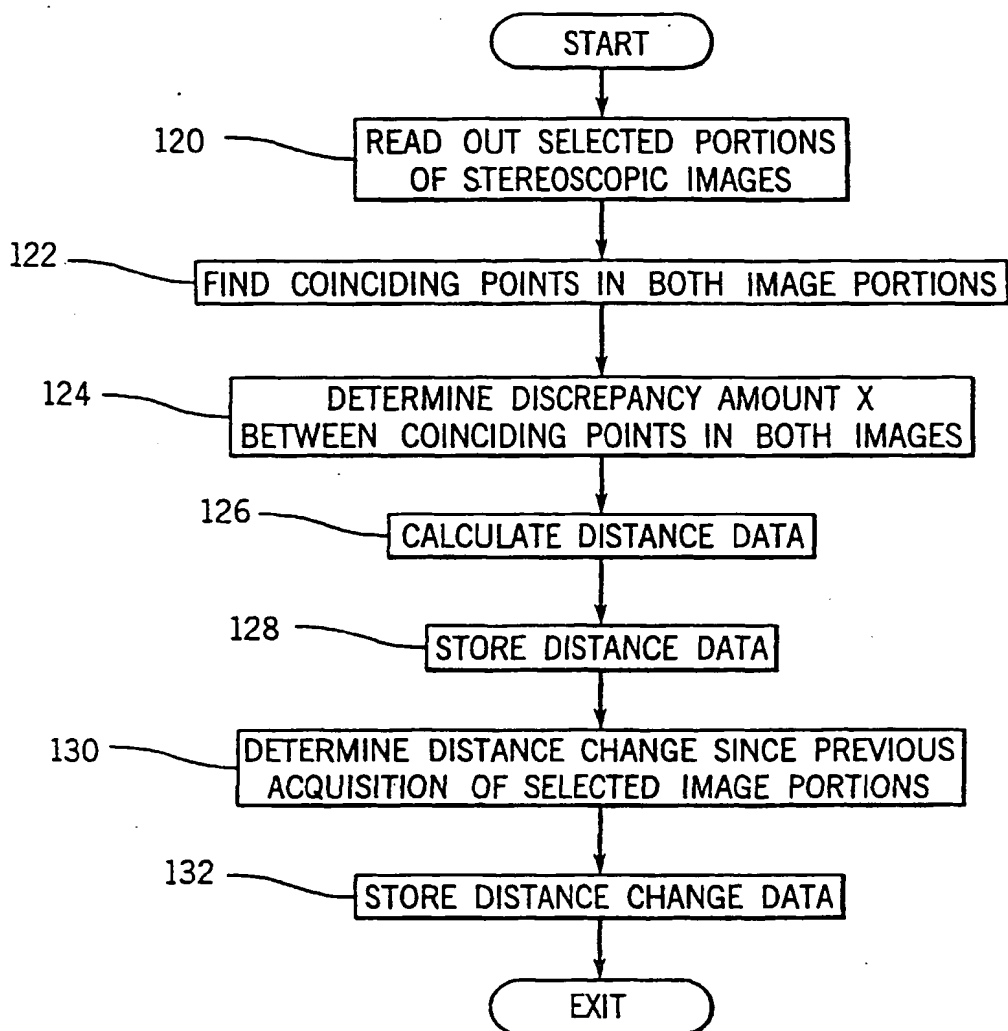 START
120
READ OUT SELECTED PORTIONS
OF STEREOSCOPIC IMAGES
122
FIND COINCIDING POINTS IN BOTH IMAGE PORTIONS
124
DETERMINE DISCREPANCY AMOUNT X
BETWEEN COINCIDING POINTS IN BOTH IMAGES
126
CALCULATE DISTANCE DATA
128
STORE DISTANCE DATA
130
DETERMINE DISTANCE CHANGE SINCE PREVIOUS
ACQUISITION OF SELECTED IMAGE PORTIONS
132
STORE DISTANCE CHANGE DATA
EXIT